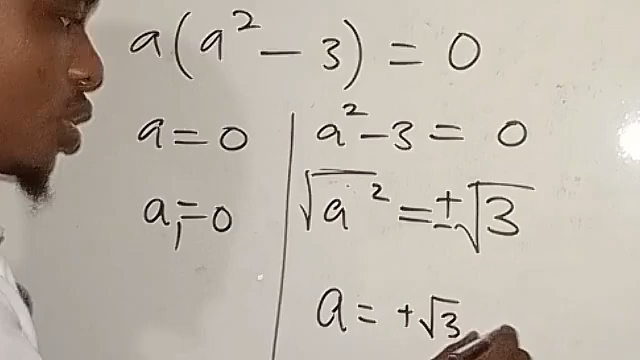 a(a² - 3) = 0
a = 0
a₁ = 0
a² - 3 = 0
√a² = ±√3
a = +√3